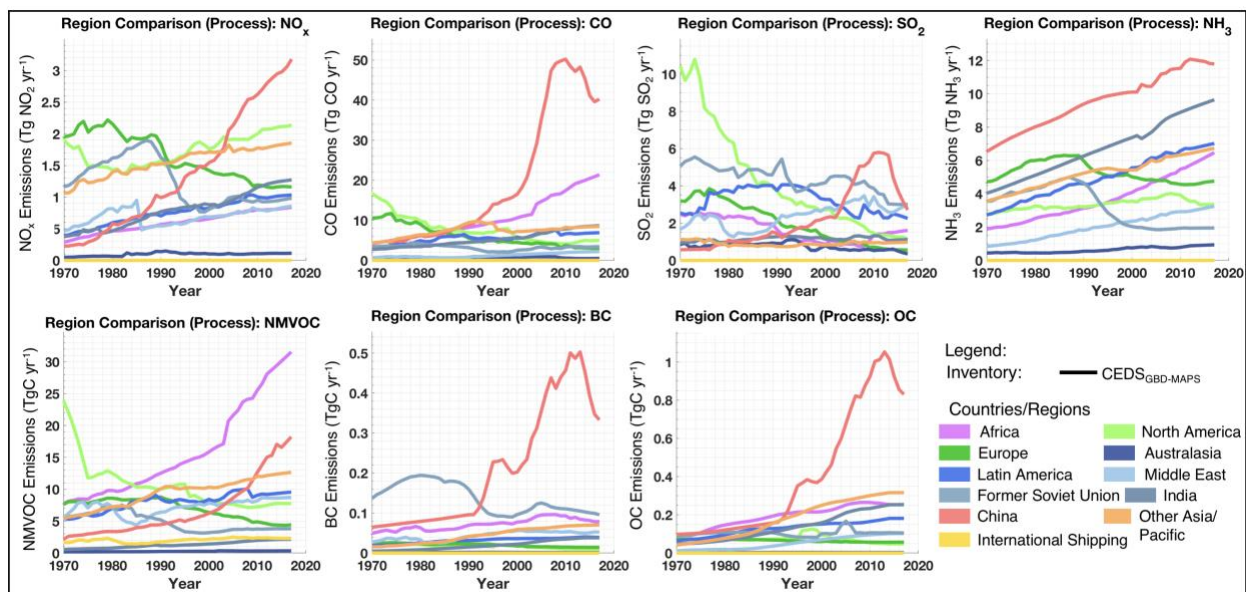 Region Comparison (Process): NOx
NOx Emissions (Tg NO2 yr-1)
3
2.5
2
1.5
1
0.5
0
1970 1980 1990 2000 2010 2020
Year
Region Comparison (Process): CO
CO Emissions (Tg CO yr-1)
50
40
30
20
10
0
1970 1980 1990 2000 2010 2020
Year
Region Comparison (Process): SO2
SO2 Emissions (Tg SO2 yr-1)
10
8
6
4
2
0
1970 1980 1990 2000 2010 2020
Year
Region Comparison (Process): NH3
NH3 Emissions (Tg NH3 yr-1)
12
10
8
6
4
2
0
1970 1980 1990 2000 2010 2020
Year
Region Comparison (Process): NMVOC
NMVOC Emissions (TgC yr-1)
30
25
20
15
10
5
0
1970 1980 1990 2000 2010 2020
Year
Region Comparison (Process): BC
BC Emissions (TgC yr-1)
0.5
0.4
0.3
0.2
0.1
0
1970 1980 1990 2000 2010 2020
Year
Region Comparison (Process): OC
OC Emissions (TgC yr-1)
1
0.8
0.6
0.4
0.2
0
1970 1980 1990 2000 2010 2020
Year
Legend:
Inventory: CEDSGBD-MAPS
Countries/Regions
Africa North America
Europe Australasia
Latin America Middle East
Former Soviet Union India
China Other Asia/
Pacific
International Shipping